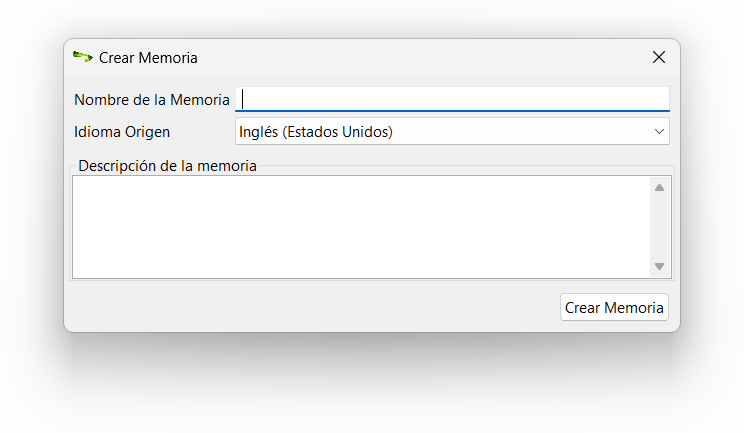 Crear Memoria
Nombre de la Memoria
Idioma Origen Inglés (Estados Unidos)
Descripción de la memoria
Crear Memoria